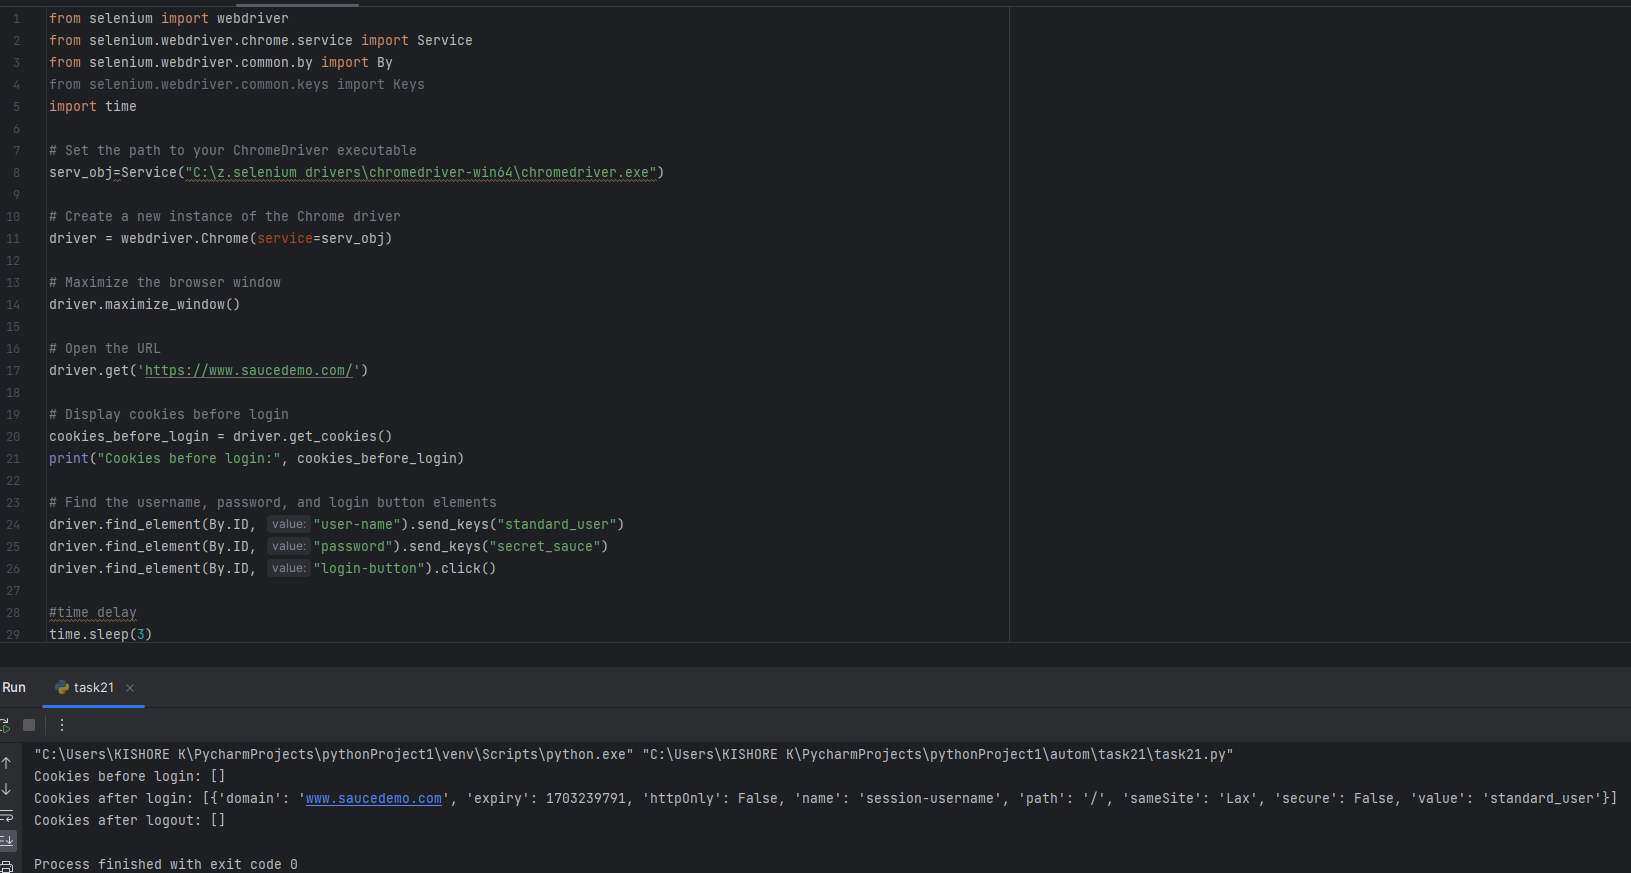 1 from selenium import webdriver
2 from selenium.webdriver.chrome.service import Service
3 from selenium.webdriver.common.by import By
4 from selenium.webdriver.common.keys import Keys
5 import time
6
7 # Set the path to your ChromeDriver executable
8 serv_obj=Service("C:\z.selenium drivers\chromedriver-win64\chromedriver.exe")
9
10 # Create a new instance of the Chrome driver
11 driver = webdriver.Chrome(service=serv_obj)
12
13 # Maximize the browser window
14 driver.maximize_window()
15
16 # Open the URL
17 driver.get('https://www.saucedemo.com/')
18
19 # Display cookies before login
20 cookies_before_login = driver.get_cookies()
21 print("Cookies before login:", cookies_before_login)
22
23 # Find the username, password, and login button elements
24 driver.find_element(By.ID, value: "user-name").send_keys("standard_user")
25 driver.find_element(By.ID, value: "password").send_keys("secret_sauce")
26 driver.find_element(By.ID, value: "login-button").click()
27
28 #time delay
29 time.sleep(3)
Run task21
"C:\Users\KISHORE K\PycharmProjects\pythonProject1\venv\Scripts\python.exe" "C:\Users\KISHORE K\PycharmProjects\pythonProject1\autom\task21\task21.py"
Cookies before login: []
Cookies after login: [{'domain': 'www.saucedemo.com', 'expiry': 1703239791, 'httpOnly': False, 'name': 'session-username', 'path': '/', 'sameSite': 'Lax', 'secure': False, 'value': 'standard_user'}]
Cookies after logout: []
Process finished with exit code 0